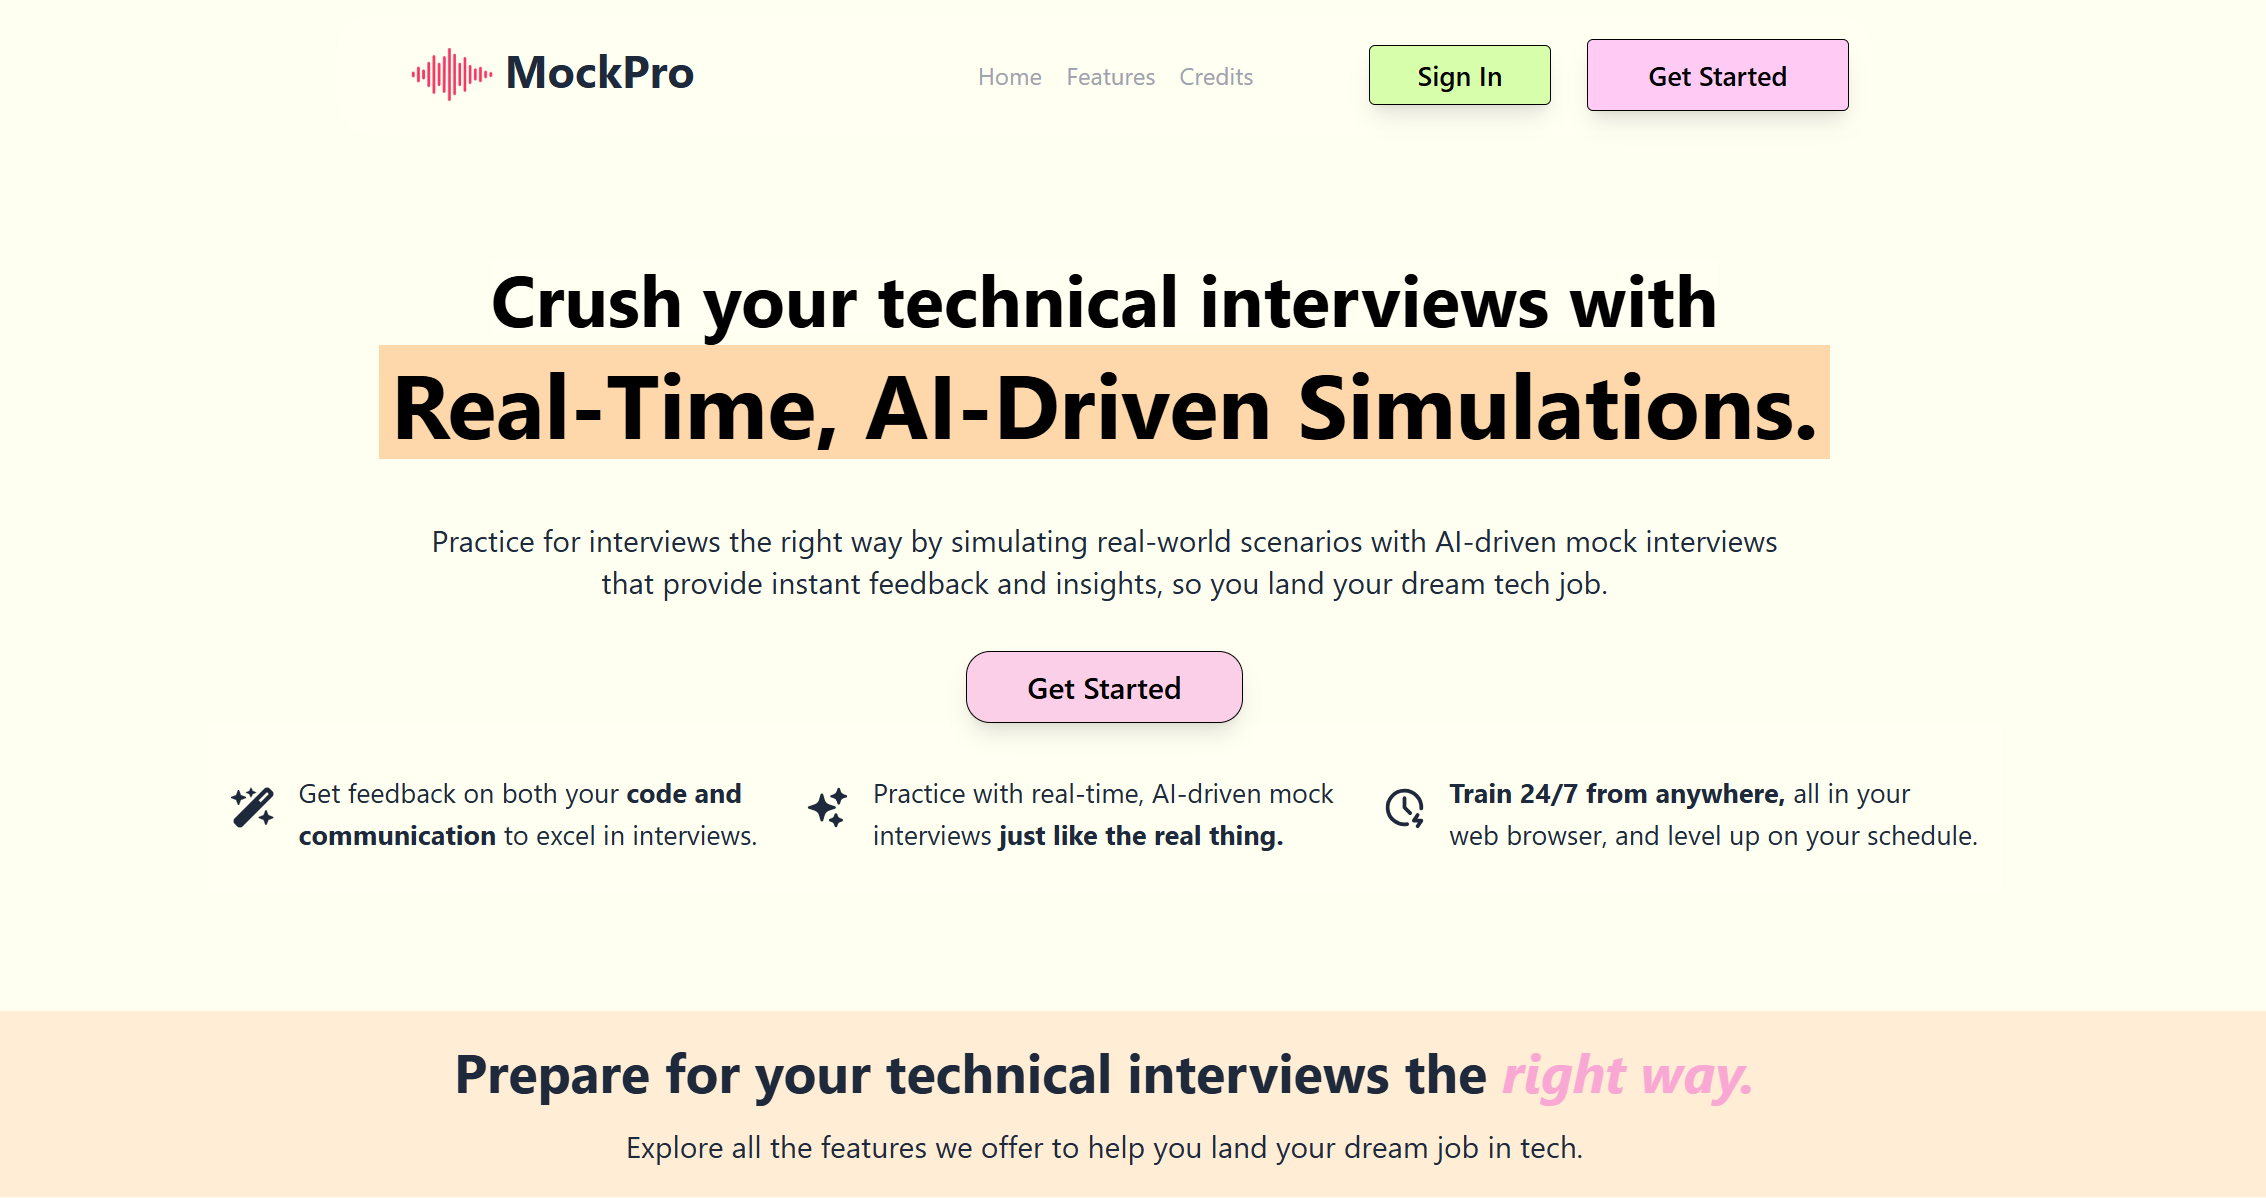 MockPro
Home Features Credits
Sign In
Get Started
Crush your technical interviews with
Real-Time, AI-Driven Simulations.
Practice for interviews the right way by simulating real-world scenarios with AI-driven mock interviews
that provide instant feedback and insights, so you land your dream tech job.
Get Started
Get feedback on both your code and
communication to excel in interviews.
Practice with real-time, AI-driven mock
interviews just like the real thing.
Train 24/7 from anywhere, all in your
web browser, and level up on your schedule.
Prepare for your technical interviews the right way.
Explore all the features we offer to help you land your dream job in tech.